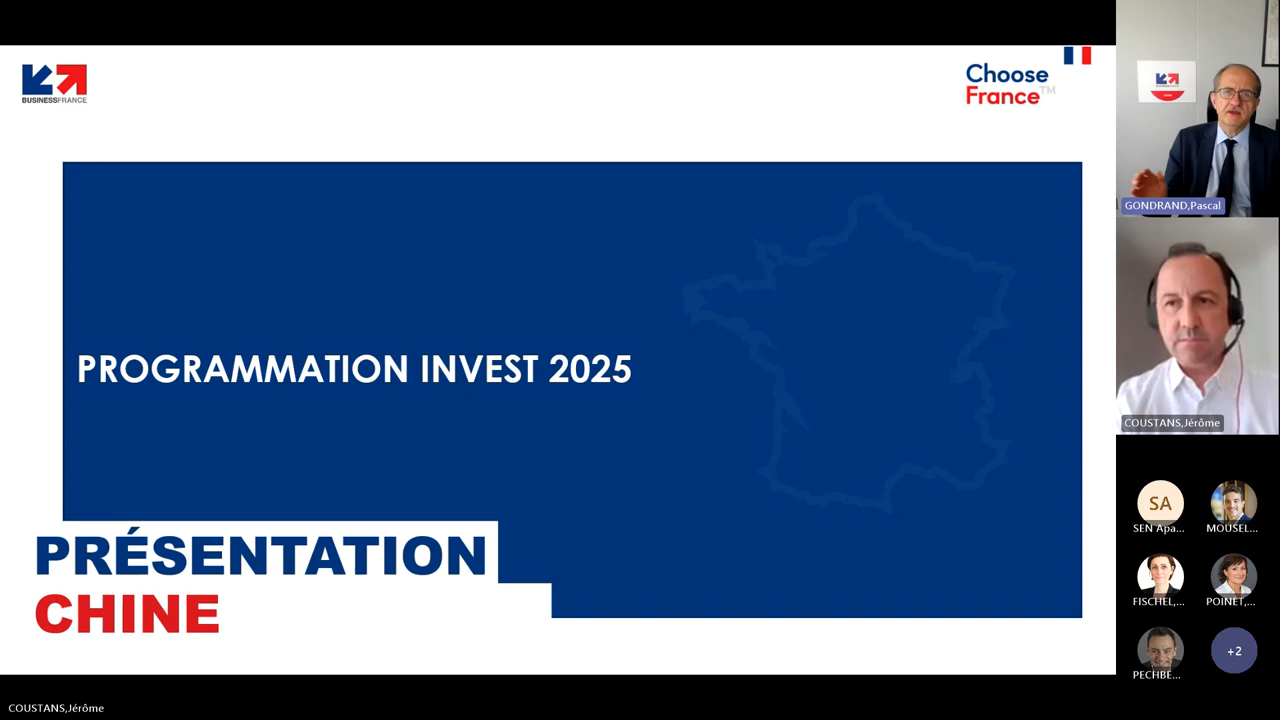 BUSINESSFRANCE
Choose
France™
PROGRAMMATION INVEST 2025
PRÉSENTATION
CHINE
GONDRAND,Pascal
COUSTANS,Jérôme
SA
SEN Apa...
MOUSEL...
FISCHEL,...
POINET,...
PECHBE...
+2
COUSTANS,Jérôme